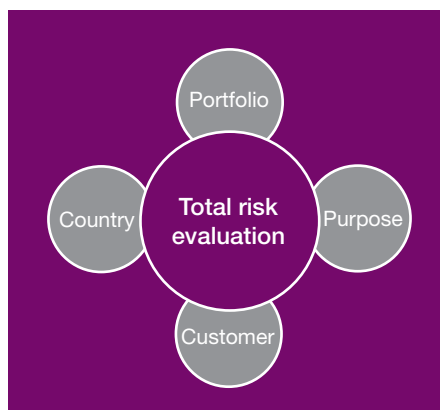 Portfolio
Country
Total risk
evaluation
Purpose
Customer